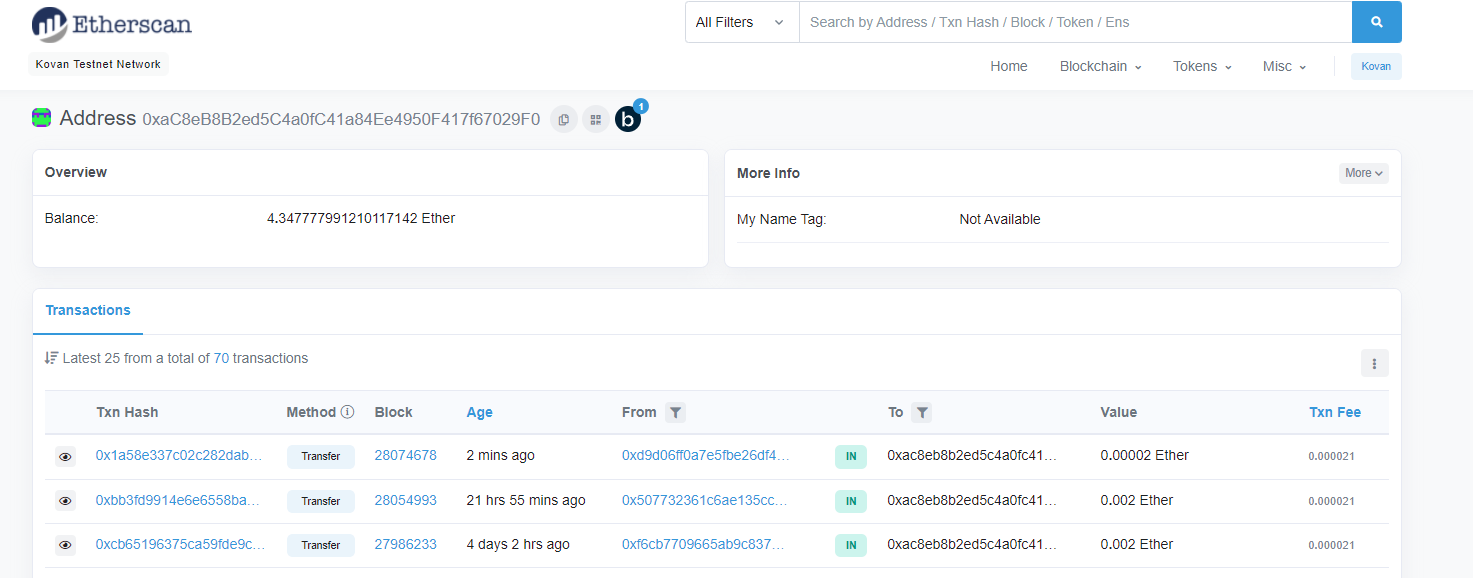 Etherscan
All Filters
Search by Address / Txn Hash / Block / Token / Ens
Kovan Testnet Network
Home Blockchain Tokens Misc Kovan
Address 0xaC8eB8B2ed5C4a0fC41a84Ee4950F417f67029F0 b 1
Overview
Balance: 4.347777991210117142 Ether
More Info More
My Name Tag: Not Available
Transactions
Latest 25 from a total of 70 transactions
Txn Hash Method Block Age From To Value Txn Fee
0x1a58e337c02c282dab... Transfer 28074678 2 mins ago 0xd9d06ff0a7e5fbe26df4... IN 0xac8eb8b2ed5c4a0fc41... 0.00002 Ether 0.000021
0xbb3fd9914e6e6558ba... Transfer 28054993 21 hrs 55 mins ago 0x507732361c6ae135cc... IN 0xac8eb8b2ed5c4a0fc41... 0.002 Ether 0.000021
0xcb65196375ca59fde9c... Transfer 27986233 4 days 2 hrs ago 0xf6cb7709665ab9c837... IN 0xac8eb8b2ed5c4a0fc41... 0.002 Ether 0.000021